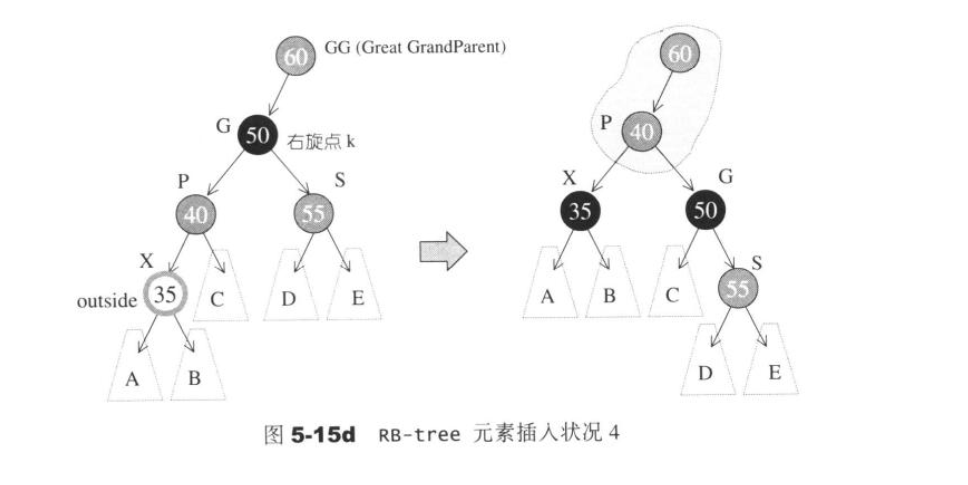 60 GG (Great GrandParent)
G 50 右旋点 k
P S
40 55
X
outside 35 C D E
A B
60
P 40
X G
35 50
S
A B C 55
D E
图 5-15d RB-tree 元素插入状况 4